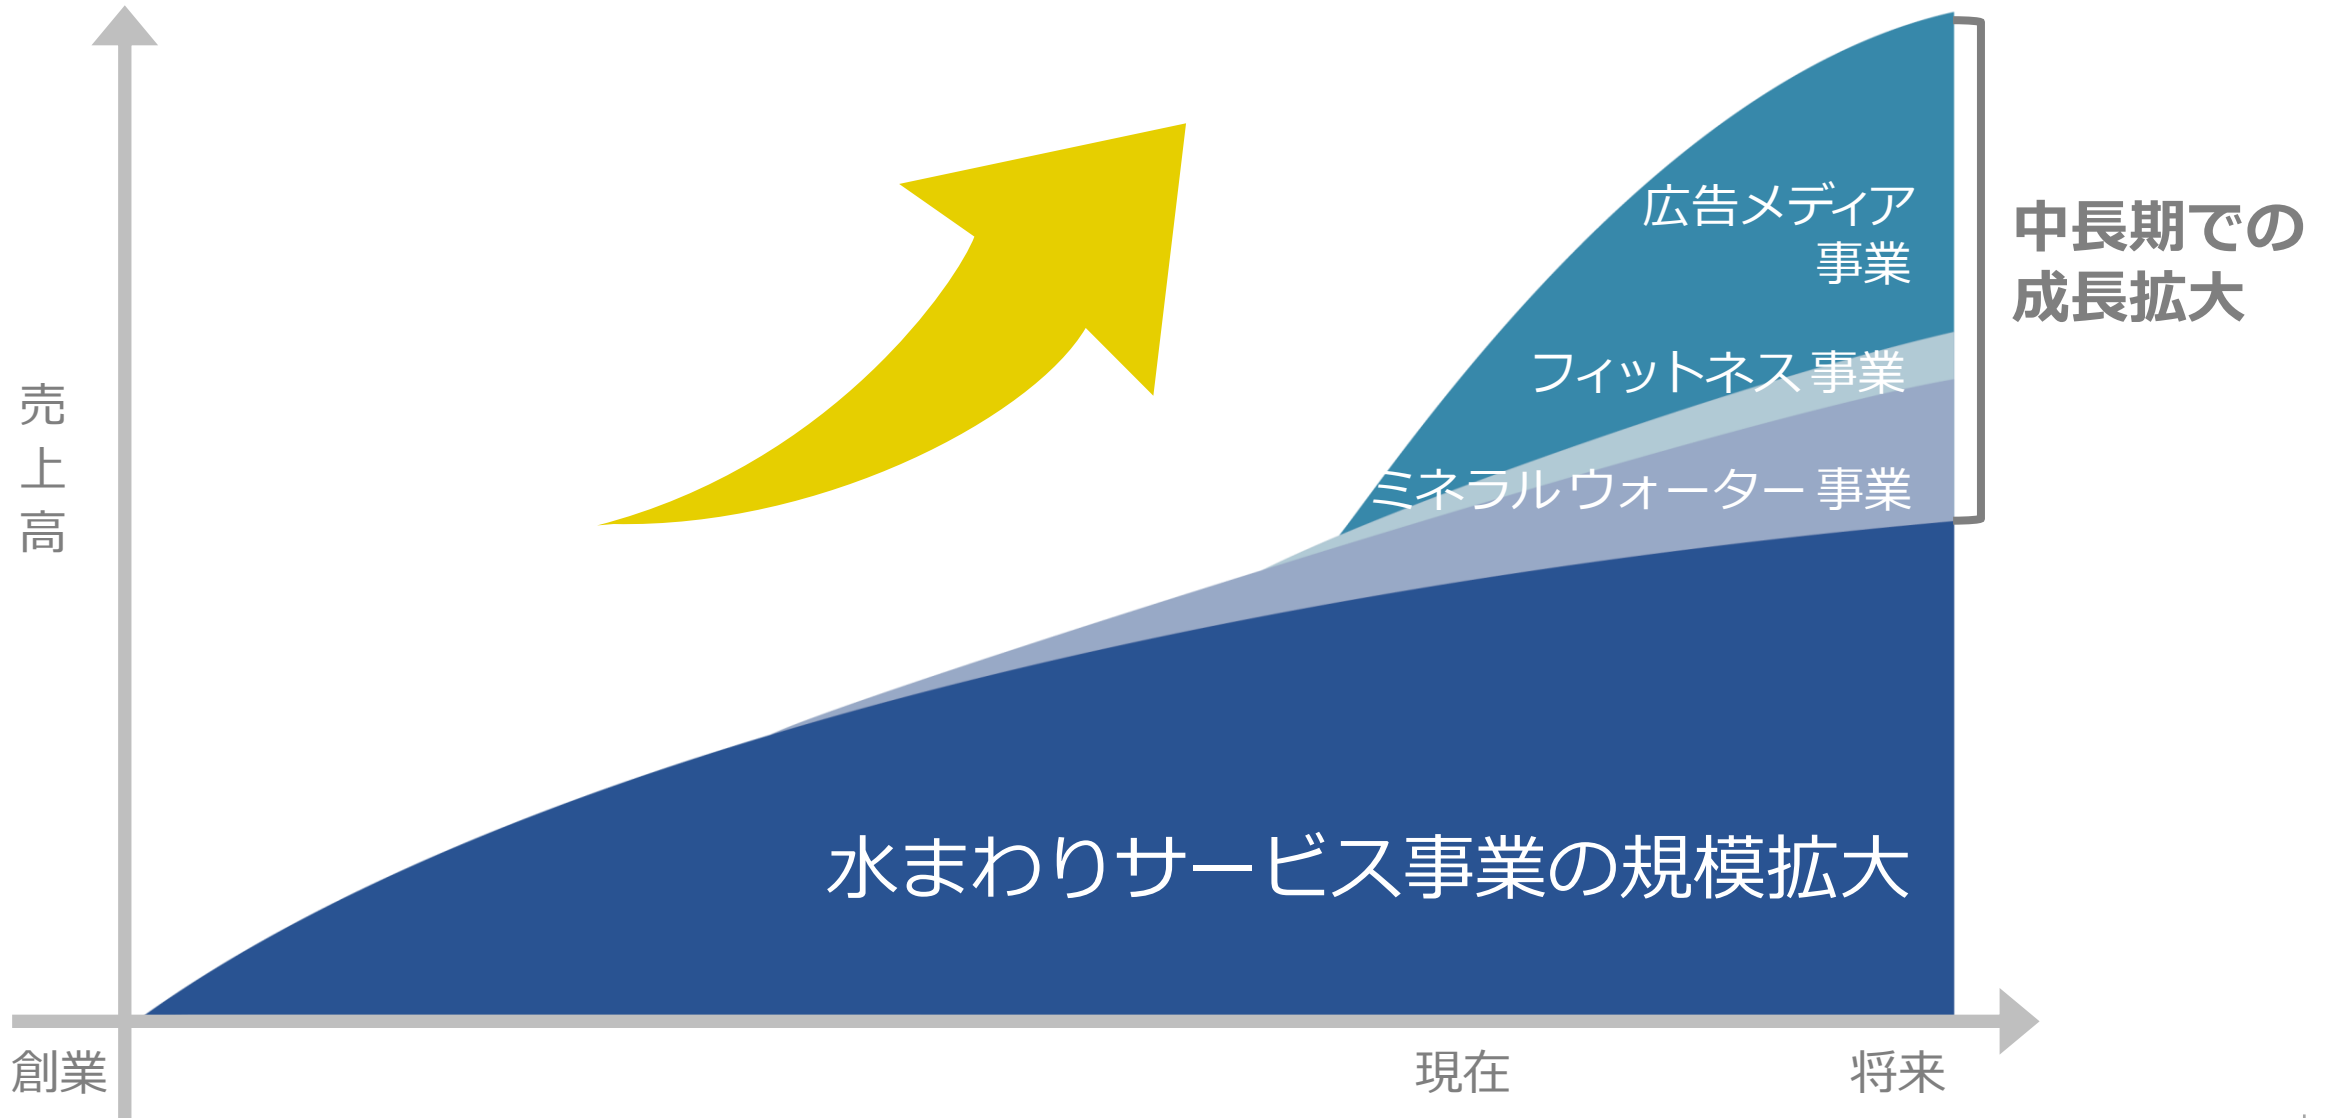 売上高
広告メディア
事業
フィットネス事業
ミネラルウォーター事業
中長期での
成長拡大
水まわりサービス事業の規模拡大
創業
現在
将来